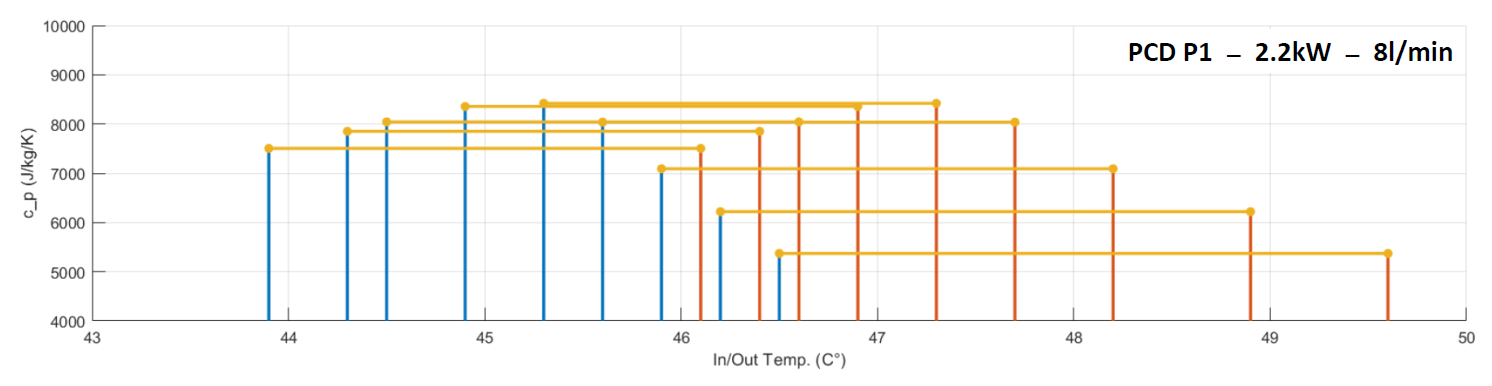 PCD P1 – 2.2kW – 8l/min
10000
9000
8000
7000
6000
5000
4000
c_p (J/kg/K)
43 44 45 46 47 48 49 50
In/Out Temp. (C°)